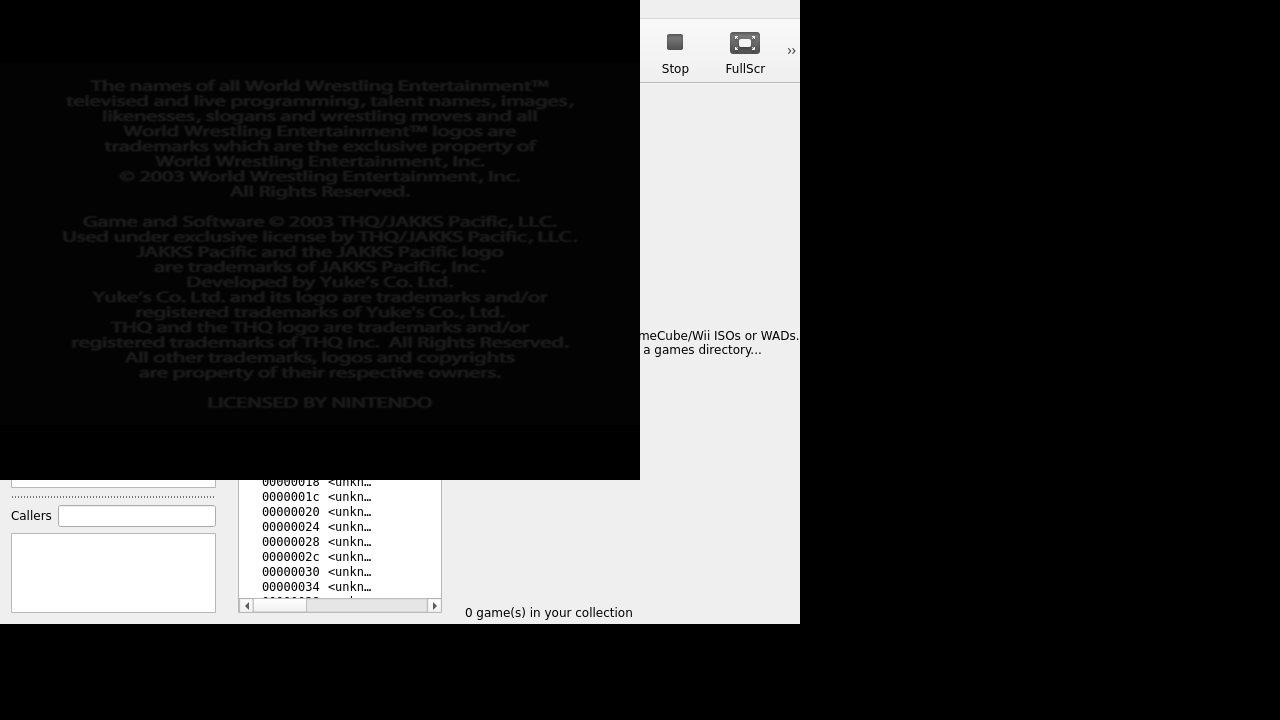 The names of all World Wrestling Entertainment™
televised and live programming, talent names, images,
likenesses, slogans and wrestling moves and all
World Wrestling Entertainment™ logos are
trademarks which are the exclusive property of
World Wrestling Entertainment, Inc.
© 2003 World Wrestling Entertainment, Inc.
All Rights Reserved.
Game and Software © 2003 THQ/JAKKS Pacific, LLC.
Used under exclusive license by THQ/JAKKS Pacific, LLC.
JAKKS Pacific and the JAKKS Pacific logo
are trademarks of JAKKS Pacific, Inc.
Developed by Yuke's Co. Ltd.
Yuke's Co. Ltd. and its logo are trademarks and/or
registered trademarks of Yuke's Co., Ltd.
THQ and the THQ logo are trademarks and/or
registered trademarks of THQ Inc. All Rights Reserved.
All other trademarks, logos and copyrights
are property of their respective owners.
LICENSED BY NINTENDO
Stop
FullScr
››
meCube/Wii ISOs or WADs.
a games directory...
00000018 <unkn…
0000001c <unkn…
00000020 <unkn…
00000024 <unkn…
00000028 <unkn…
0000002c <unkn…
00000030 <unkn…
00000034 <unkn…
Callers
0 game(s) in your collection